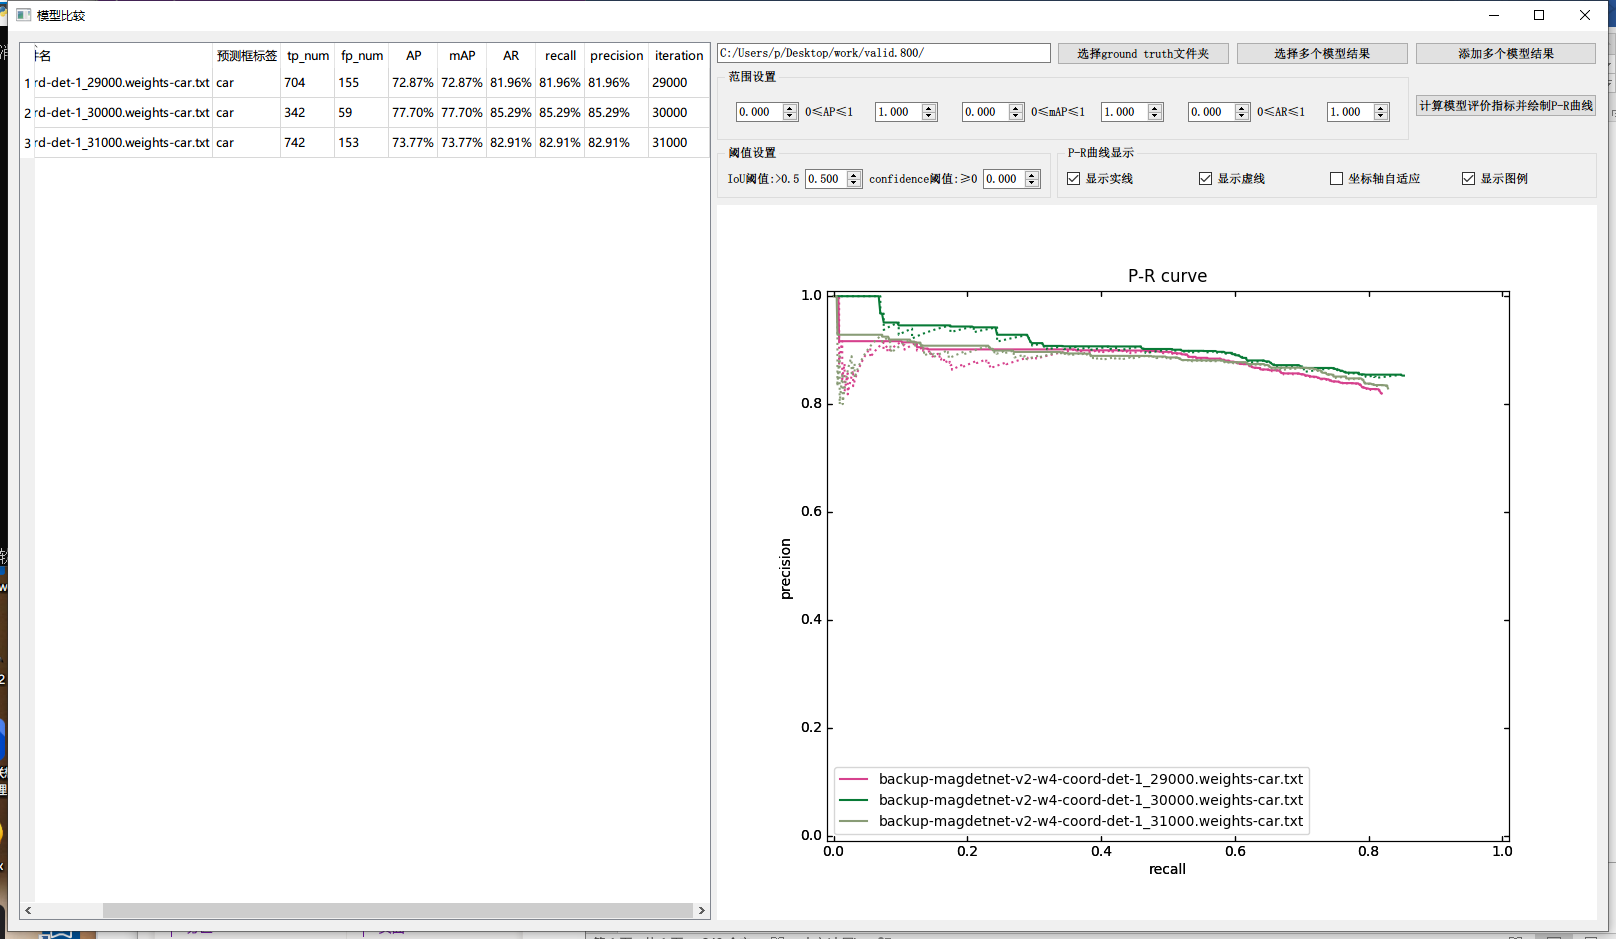 模型比较
件名 预测框标签 tp_num fp_num AP mAP AR recall precision iteration
1 rd-det-1_29000.weights-car.txt car 704 155 72.87% 72.87% 81.96% 81.96% 81.96% 29000
2 rd-det-1_30000.weights-car.txt car 342 59 77.70% 77.70% 85.29% 85.29% 85.29% 30000
3 rd-det-1_31000.weights-car.txt car 742 153 73.77% 73.77% 82.91% 82.91% 82.91% 31000
C:/Users/p/Desktop/work/valid.800/ 选择ground truth文件夹 选择多个模型结果 添加多个模型结果
范围设置
0.000 0≤AP≤1 1.000 0.000 0≤mAP≤1 1.000 0.000 0≤AR≤1 1.000 计算模型评价指标并绘制P-R曲线
阈值设置
IoU阈值:>0.5 0.500 confidence阈值:≥0 0.000
P-R曲线显示
显示实线 显示虚线 坐标轴自适应 显示图例
P-R curve
1.0
0.8
0.6
0.4
0.2
0.0
precision
backup-magdetnet-v2-w4-coord-det-1_29000.weights-car.txt
backup-magdetnet-v2-w4-coord-det-1_30000.weights-car.txt
backup-magdetnet-v2-w4-coord-det-1_31000.weights-car.txt
0.0 0.2 0.4 0.6 0.8 1.0
recall